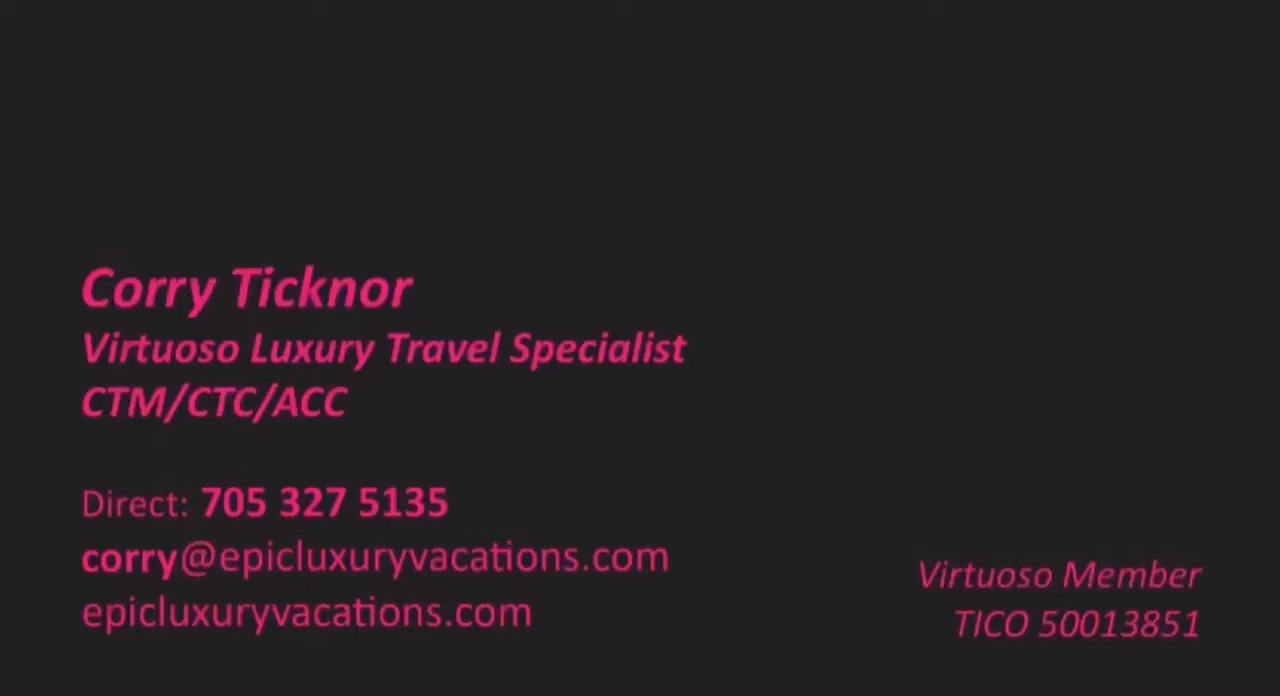 Corry Ticknor
Virtuoso Luxury Travel Specialist
CTM/CTC/ACC
Direct: 705 327 5135
corry@epicluxuryvacations.com
epicluxuryvacations.com
Virtuoso Member
TICO 50013851